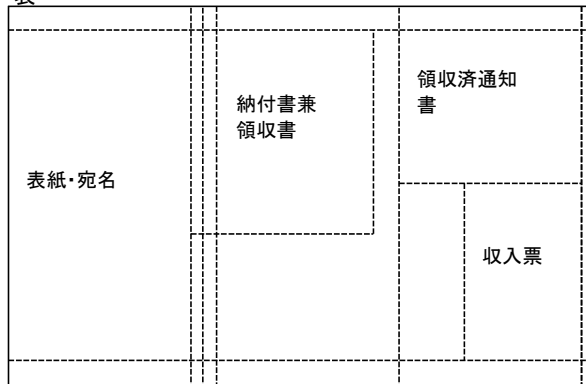 表
表紙・宛名
納付書兼
領収書
領収済通知
書
収入票